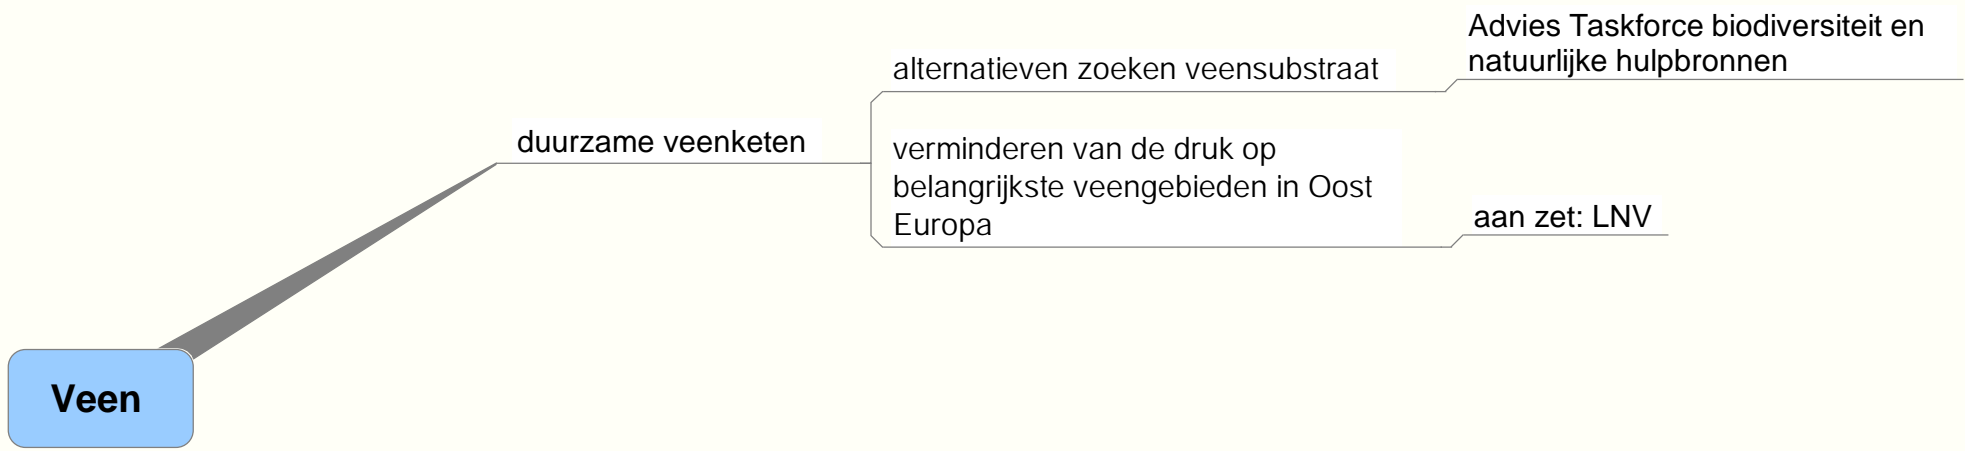 Advies Taskforce biodiversiteit en
natuurlijke hulpbronnen
alternatieven zoeken veensubstraat
duurzame veenketen
verminderen van de druk op
belangrijkste veengebieden in Oost
Europa
aan zet: LNV
Veen